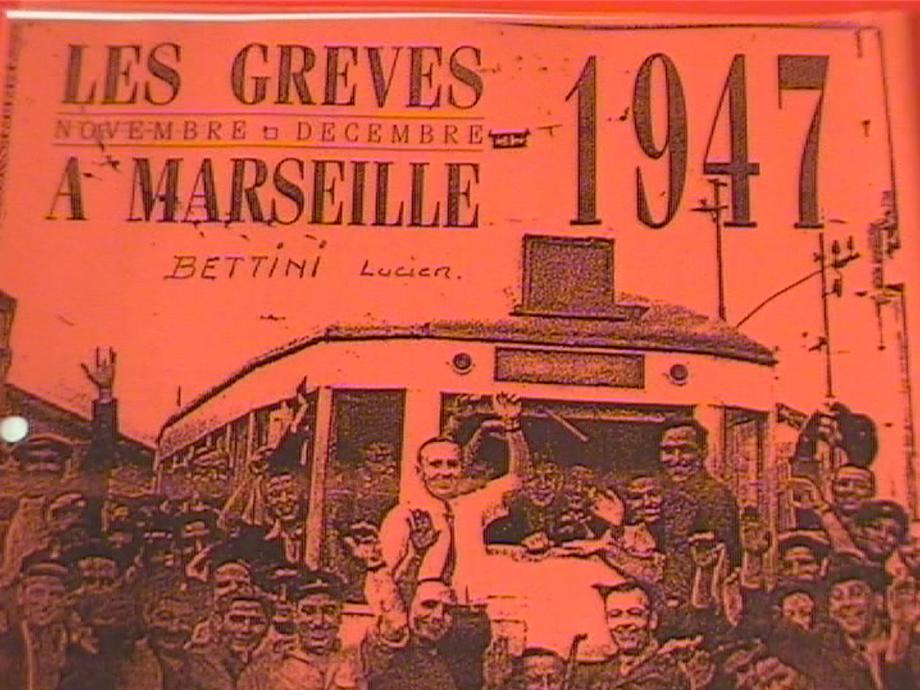 LES GREVES
NOVEMBRE DECEMBRE
A MARSEILLE
1947
BETTINI Lucien.